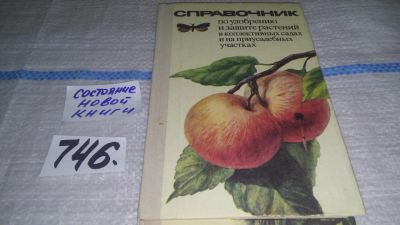 СПРАВОЧНИК
по удобрению
и защите растений
в коллективных садах
и на приусадебных
участках
СОСТОЯНИЕ
НОВОЙ
КНИГИ
746.